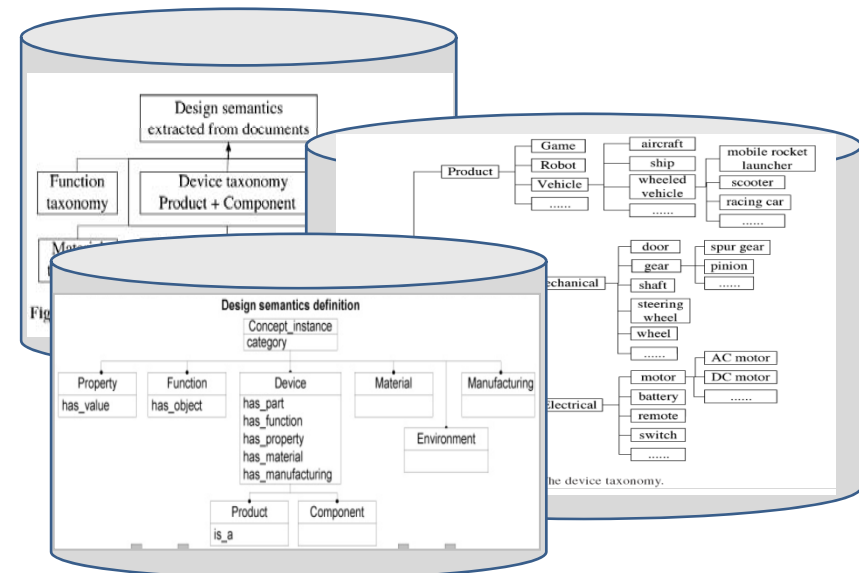 Design semantics
extracted from documents
Function
taxonomy
Device taxonomy
Product + Component
Product
Game
Robot
Vehicle
......
aircraft
ship
wheeled
vehicle
......
mobile rocket
launcher
scooter
racing car
......
door
gear
shaft
steering
wheel
wheel
......
spur gear
pinion
......
Electrical
motor
battery
remote
switch
......
AC motor
DC motor
......
device taxonomy.
Design semantics definition
Concept_instance
category
Property
has_value
Function
has_object
Device
has_part
has_function
has_property
has_material
has_manufacturing
Material
Environment
Manufacturing
Product
is_a
Component